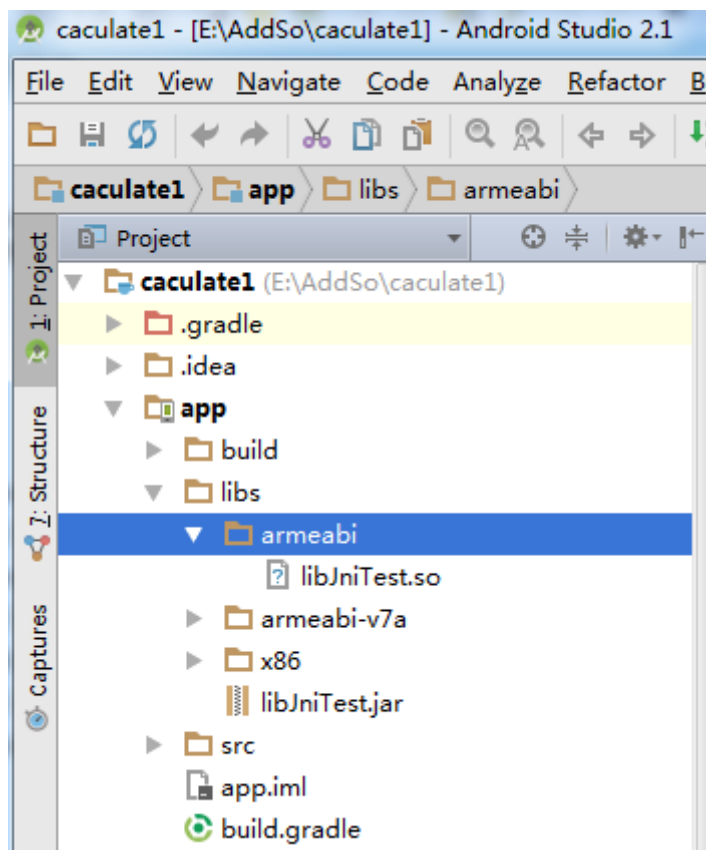 caculate1 - [E:\AddSo\caculate1] - Android Studio 2.1
File Edit View Navigate Code Analyze Refactor B
caculate1 app libs armeabi
Project
1: Project
caculate1 (E:\AddSo\caculate1)
.gradle
.idea
app
build
libs
armeabi
libJniTest.so
armeabi-v7a
x86
libJniTest.jar
src
app.iml
build.gradle
7: Structure
Captures